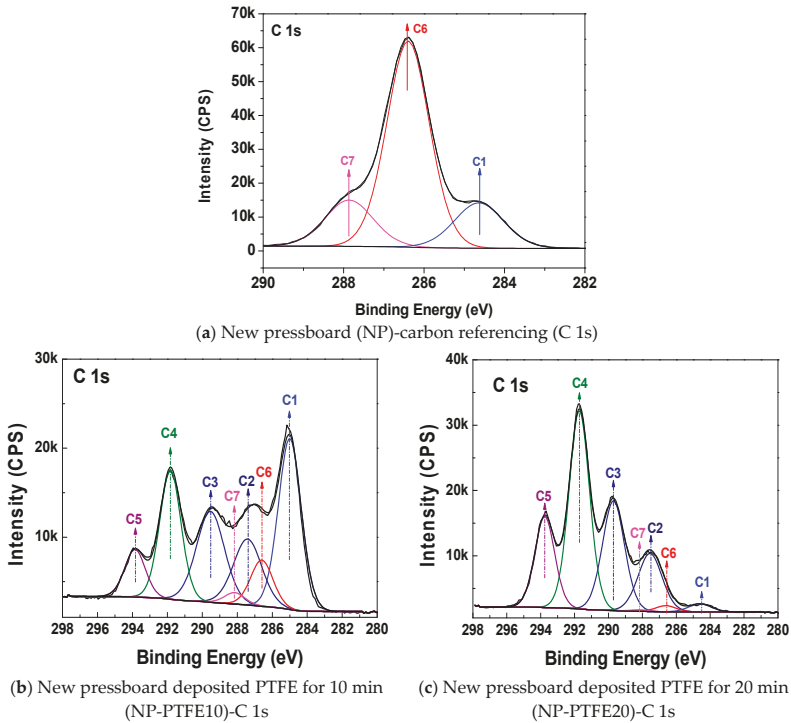 C 1s
C6
C7
C1
70k
60k
50k
40k
30k
20k
10k
0
Intensity (CPS)
290 288 286 284 282
Binding Energy (eV)
(a) New pressboard (NP)-carbon referencing (C 1s)
30k
20k
10k
Intensity (CPS)
C 1s
C5
C4
C3
C7
C2
C6
C1
298 296 294 292 290 288 286 284 282 280
Binding Energy (eV)
(b) New pressboard deposited PTFE for 10 min
(NP-PTFE10)-C 1s
40k
30k
20k
10k
Intensity (CPS)
C 1s
C5
C4
C3
C7
C2
C6
C1
298 296 294 292 290 288 286 284 282 280
Binding Energy (eV)
(c) New pressboard deposited PTFE for 20 min
(NP-PTFE20)-C 1s